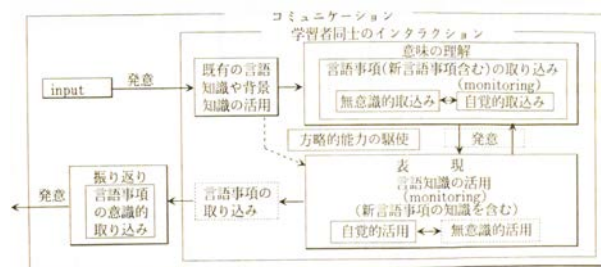 コミュニケーション
学習者同士のインタラクション
input
発意
既有の言語
知識や背景
知識の活用
意味の理解
言語事項(新言語事項含む)の取り込み
(monitoring)
無意識的取込み
自覚的取込み
方略的能力の駆使
発意
表 現
言語知識の活用
(monitoring)
(新言語事項の知識を含む)
自覚的活用
無意識的活用
言語事項の
取り込み
振り返り
言語事項
の意識的
取り込み
発意